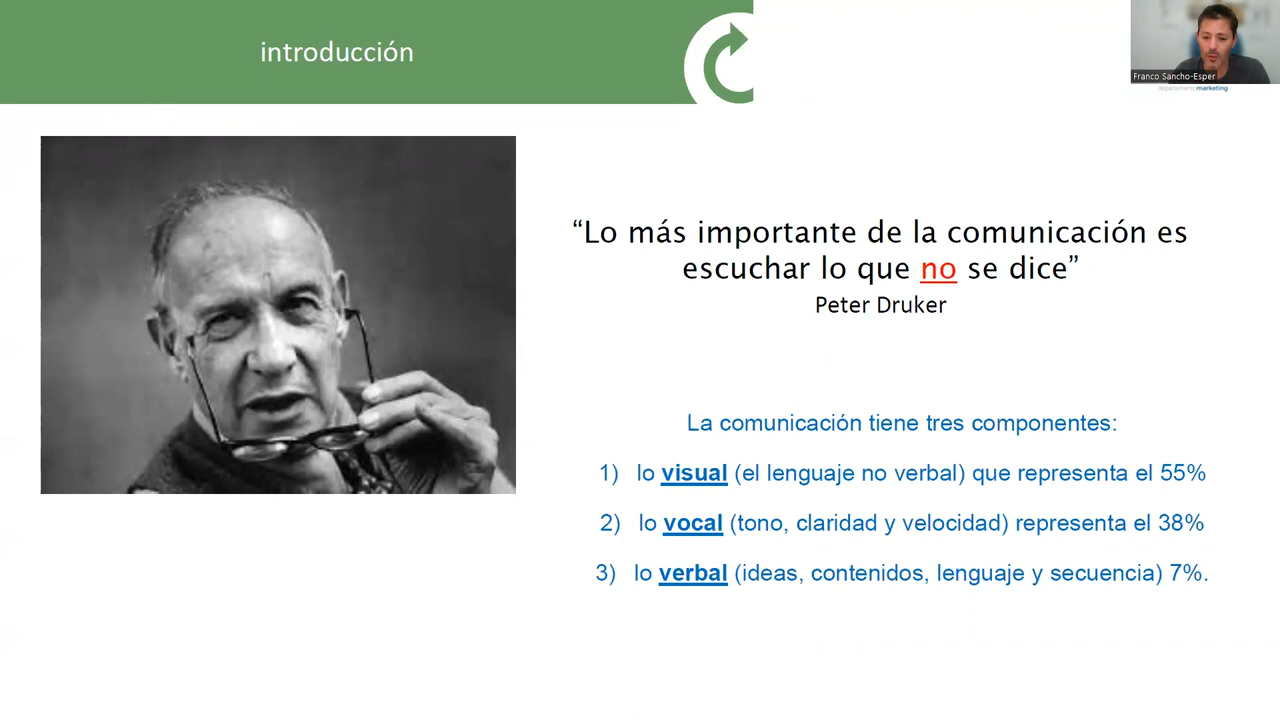 introducción
Franco Sancho-Esper
departamentomarketing
“Lo más importante de la comunicación es
escuchar lo que no se dice”
Peter Druker
La comunicación tiene tres componentes:
1) lo visual (el lenguaje no verbal) que representa el 55%
2) lo vocal (tono, claridad y velocidad) representa el 38%
3) lo verbal (ideas, contenidos, lenguaje y secuencia) 7%.